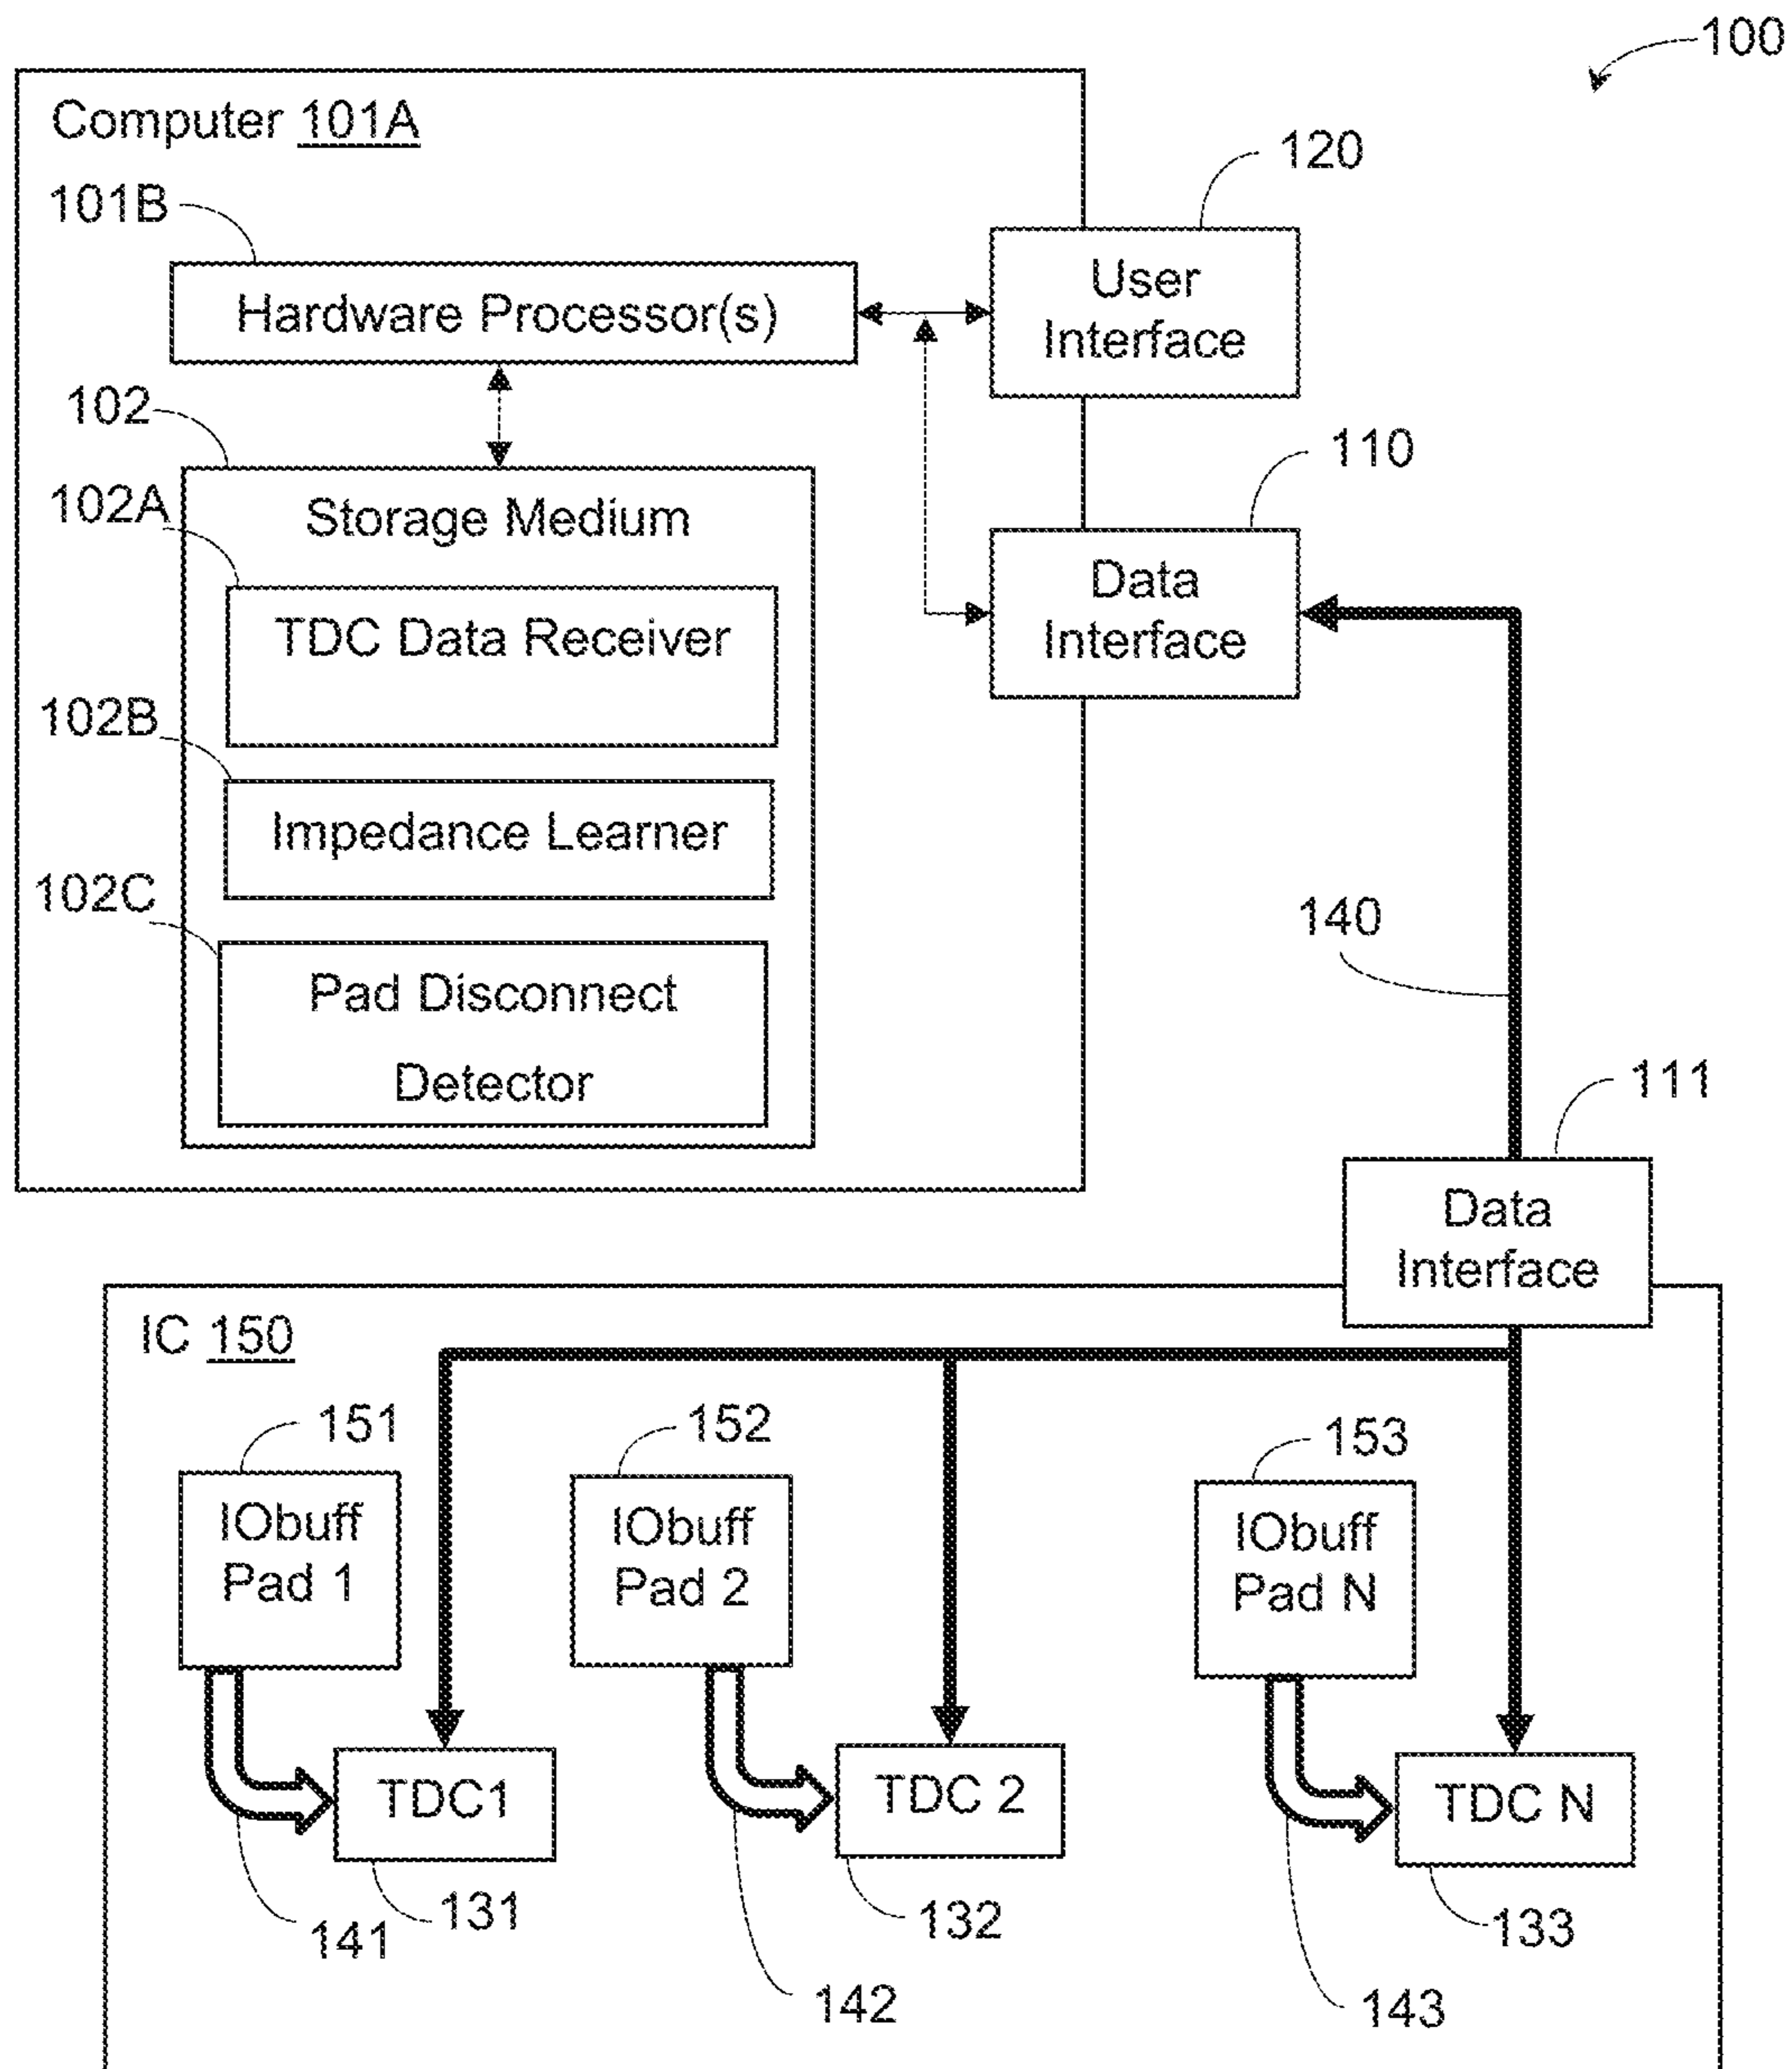 100
Computer 101A
120
101B
User
Interface
Hardware Processor(s)
102
110
102A
Storage Medium
Data
Interface
TDC Data Receiver
102B
Impedance Learner
102C
140
Pad Disconnect
Detector
111
Data
Interface
IC 150
151
152
153
IObuff
Pad 1
IObuff
Pad 2
IObuff
Pad N
TDC1
TDC 2
TDC N
141
131
142
132
143
133